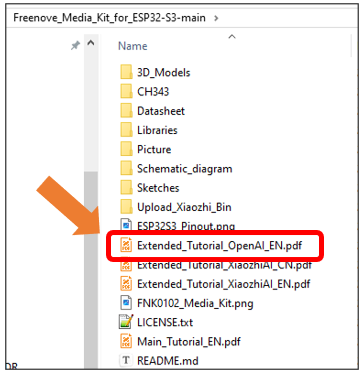 Freenove_Media_Kit_for_ESP32-S3-main
Name
3D_Models
CH343
Datasheet
Libraries
Picture
Schematic_diagram
Sketches
Upload_Xiaozhi_Bin
ESP32S3_Pinout.png
Extended_Tutorial_OpenAI_EN.pdf
Extended_Tutorial_XiaozhiAI_CN.pdf
Extended_Tutorial_XiaozhiAI_EN.pdf
FNK0102_Media_Kit.png
LICENSE.txt
Main_Tutorial_EN.pdf
README.md